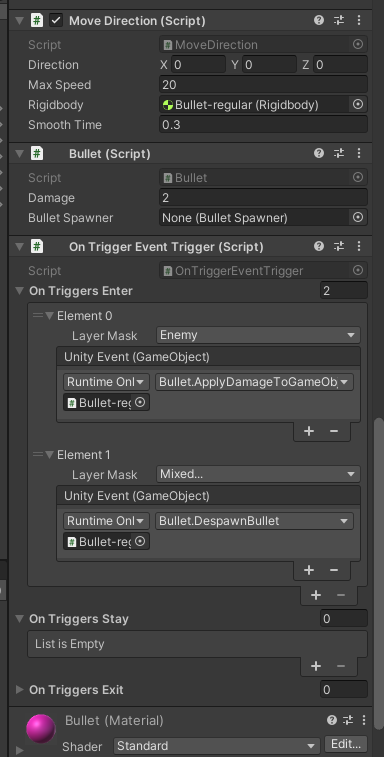 Move Direction (Script)
Script MoveDirection
Direction X 0 Y 0 Z 0
Max Speed 20
Rigidbody Bullet-regular (Rigidbody)
Smooth Time 0.3
Bullet (Script)
Script Bullet
Damage 2
Bullet Spawner None (Bullet Spawner)
On Trigger Event Trigger (Script)
Script OnTriggerEventTrigger
On Triggers Enter 2
Element 0
Layer Mask Enemy
Unity Event (GameObject)
Runtime Onl Bullet.ApplyDamageToGameOb
Bullet-reg
+ −
Element 1
Layer Mask Mixed...
Unity Event (GameObject)
Runtime Onl Bullet.DespawnBullet
Bullet-reg
+ −
+ −
On Triggers Stay 0
List is Empty
+ −
On Triggers Exit 0
Bullet (Material)
Shader Standard Edit...